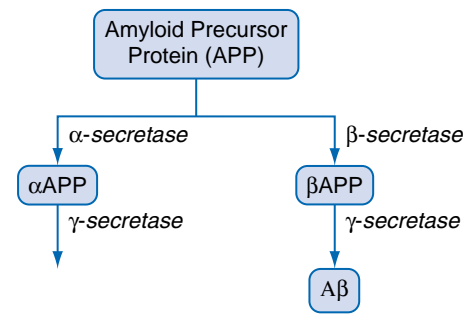 Amyloid Precursor
Protein (APP)
α-secretase
β-secretase
αAPP
βAPP
γ-secretase
γ-secretase
Aβ